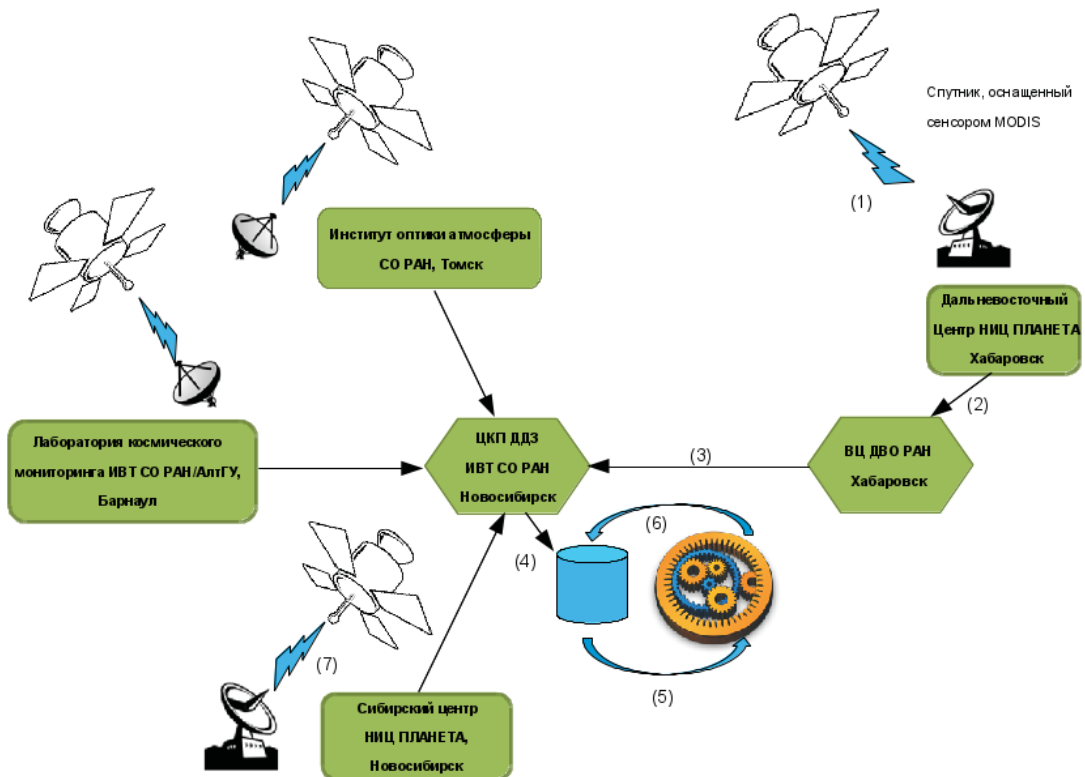 Спутник, оснащенный
сенсором MODIS
(1)
Институт оптики атмосферы
СО РАН, Томск
Дальневосточный
Центр НИЦ ПЛАНЕТА
Хабаровск
(2)
Лаборатория космического
мониторинга ИВТ СО РАН/АлтГУ,
Барнаул
ЦКП ДДЗ
ИВТ СО РАН
Новосибирск
(3)
ВЦ ДВО РАН
Хабаровск
(4)
(6)
(5)
(7)
Сибирский центр
НИЦ ПЛАНЕТА,
Новосибирск